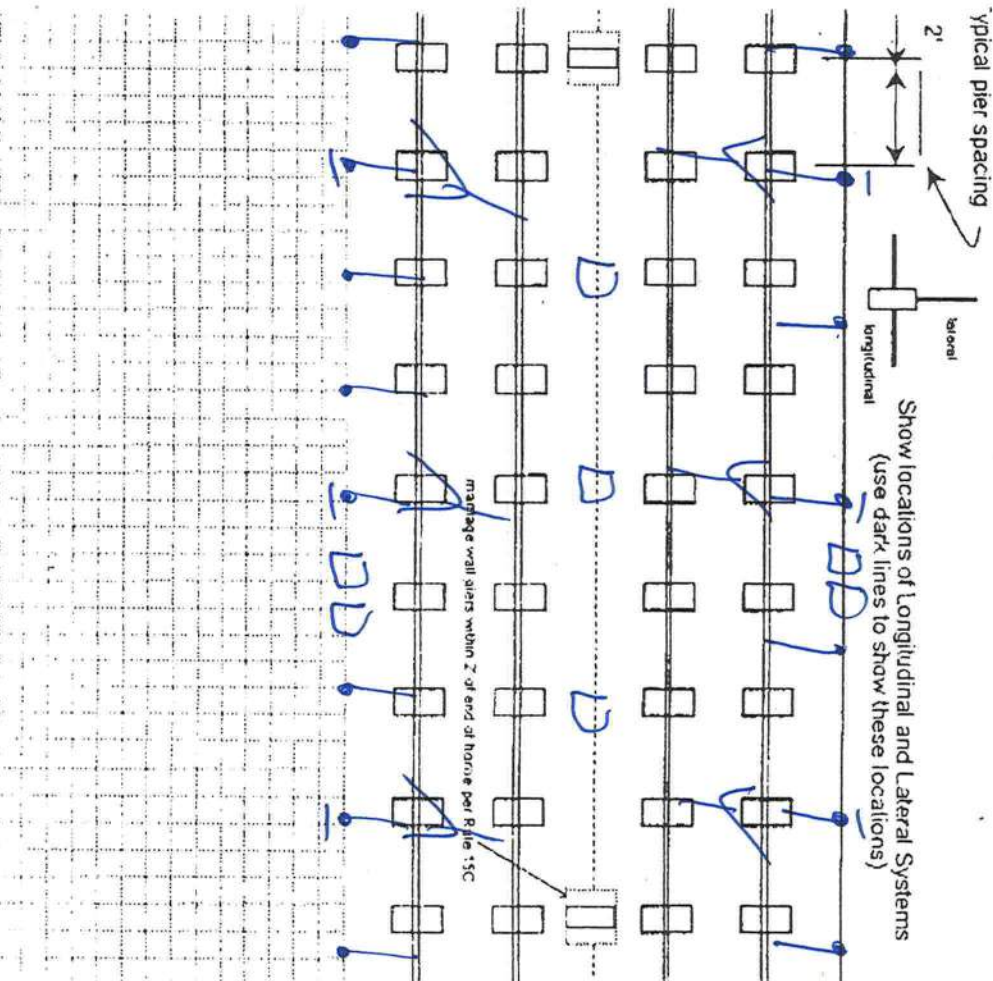 ypical pier spacing
2'
lateral
longitudinal
Show locations of Longitudinal and Lateral Systems
(use dark lines to show these locations)
marriage wall piers within 2' of end of home per Rule 15C